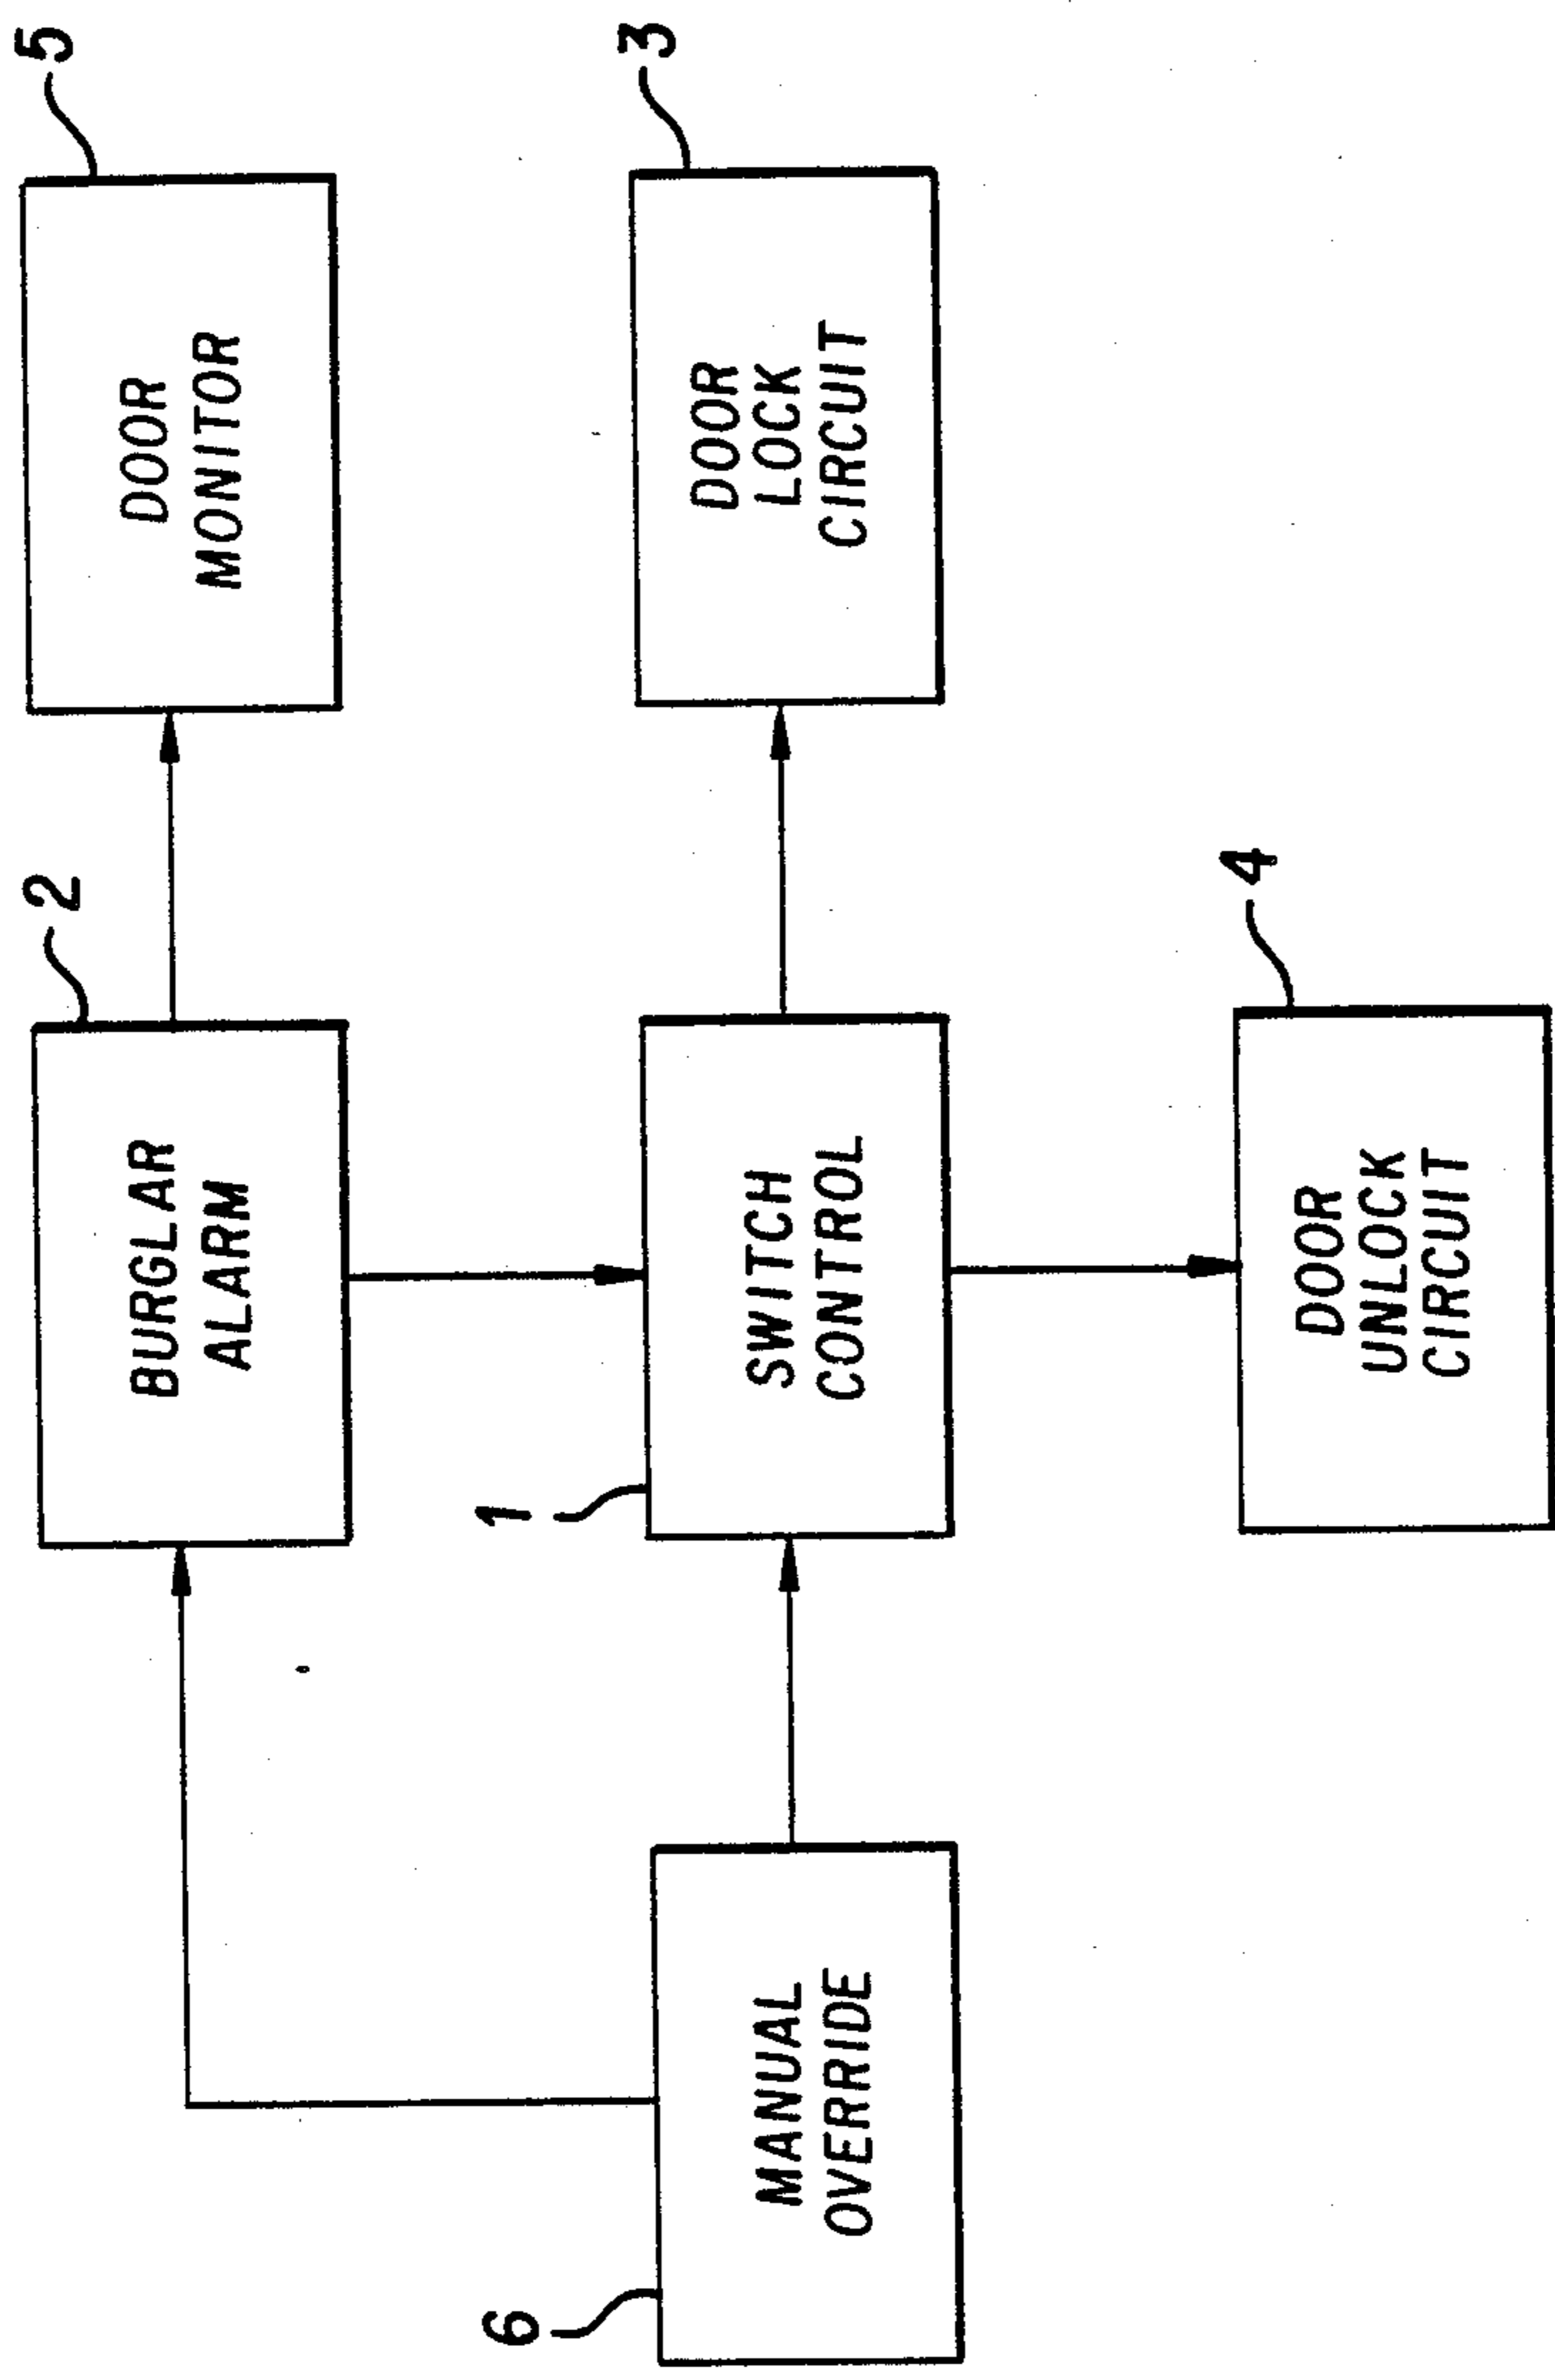 2
BURGLAR
ALARM
5
DOOR
MONITOR
6
MANUAL
OVERRIDE
1
SWITCH
CONTROL
3
DOOR
LOCK
CIRCUIT
4
DOOR
UNLOCK
CIRCUIT